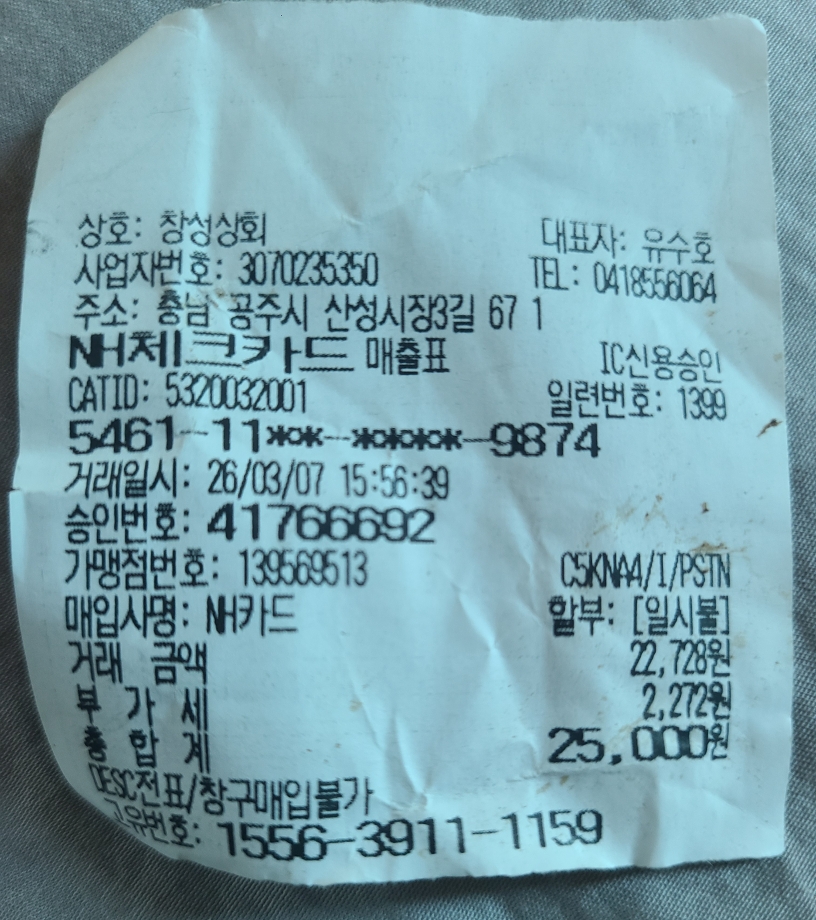 상호: 창성상회 대표자: 유수호
사업자번호: 3070235350 TEL: 0418556064
주소: 충남 공주시 산성시장3길 67 1
NH체크카드 매출표 IC신용승인
CATID: 5320032001 일련번호: 1399
5461-11**-****-9874
거래일시: 26/03/07 15:56:39
승인번호: 41766692
가맹점번호: 139569513 C5KNA4/I/PSTN
매입사명: NH카드 할부: [일시불]
거래 금액 22,728원
부 가 세 2,272원
총 합 계 25,000원
DESC전표/창구매입불가
고유번호: 1556-3911-1159